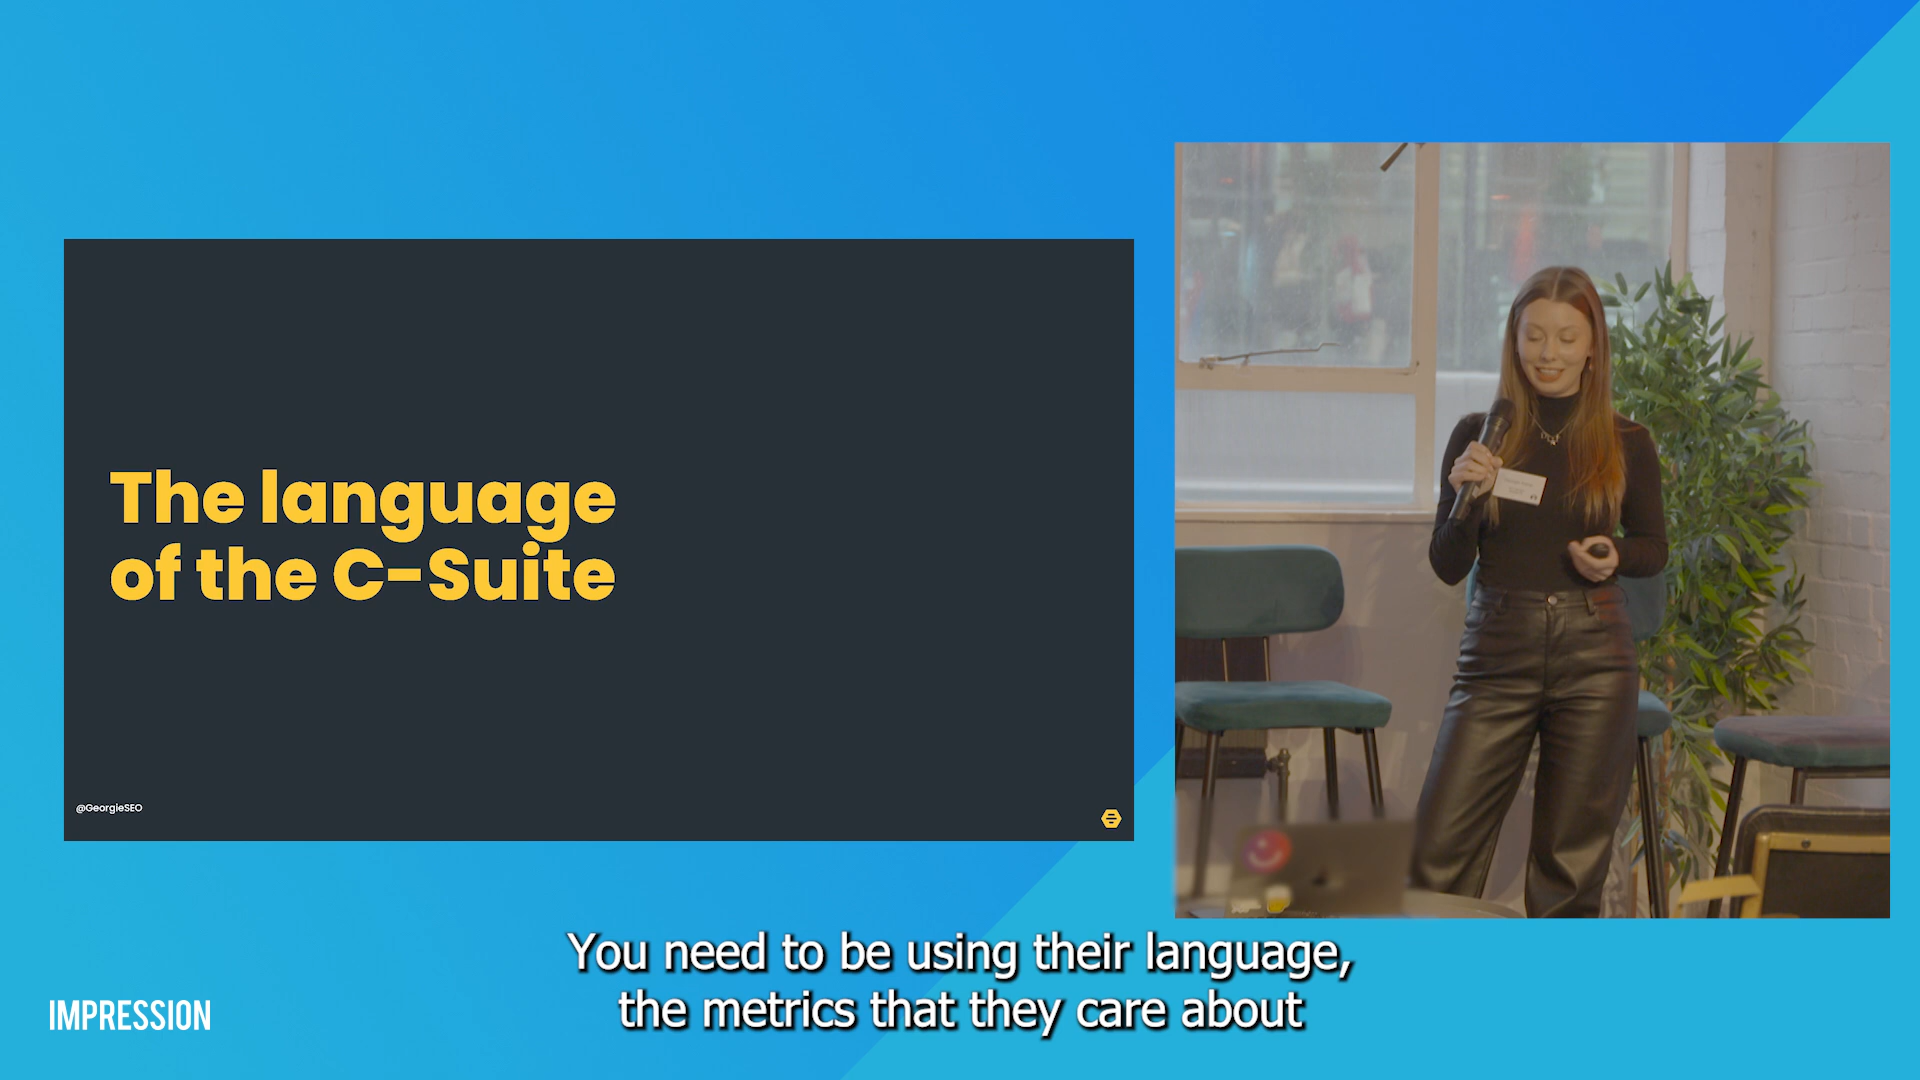 The language
of the C-Suite
@GeorgieSEO
You need to be using their language,
the metrics that they care about
IMPRESSION